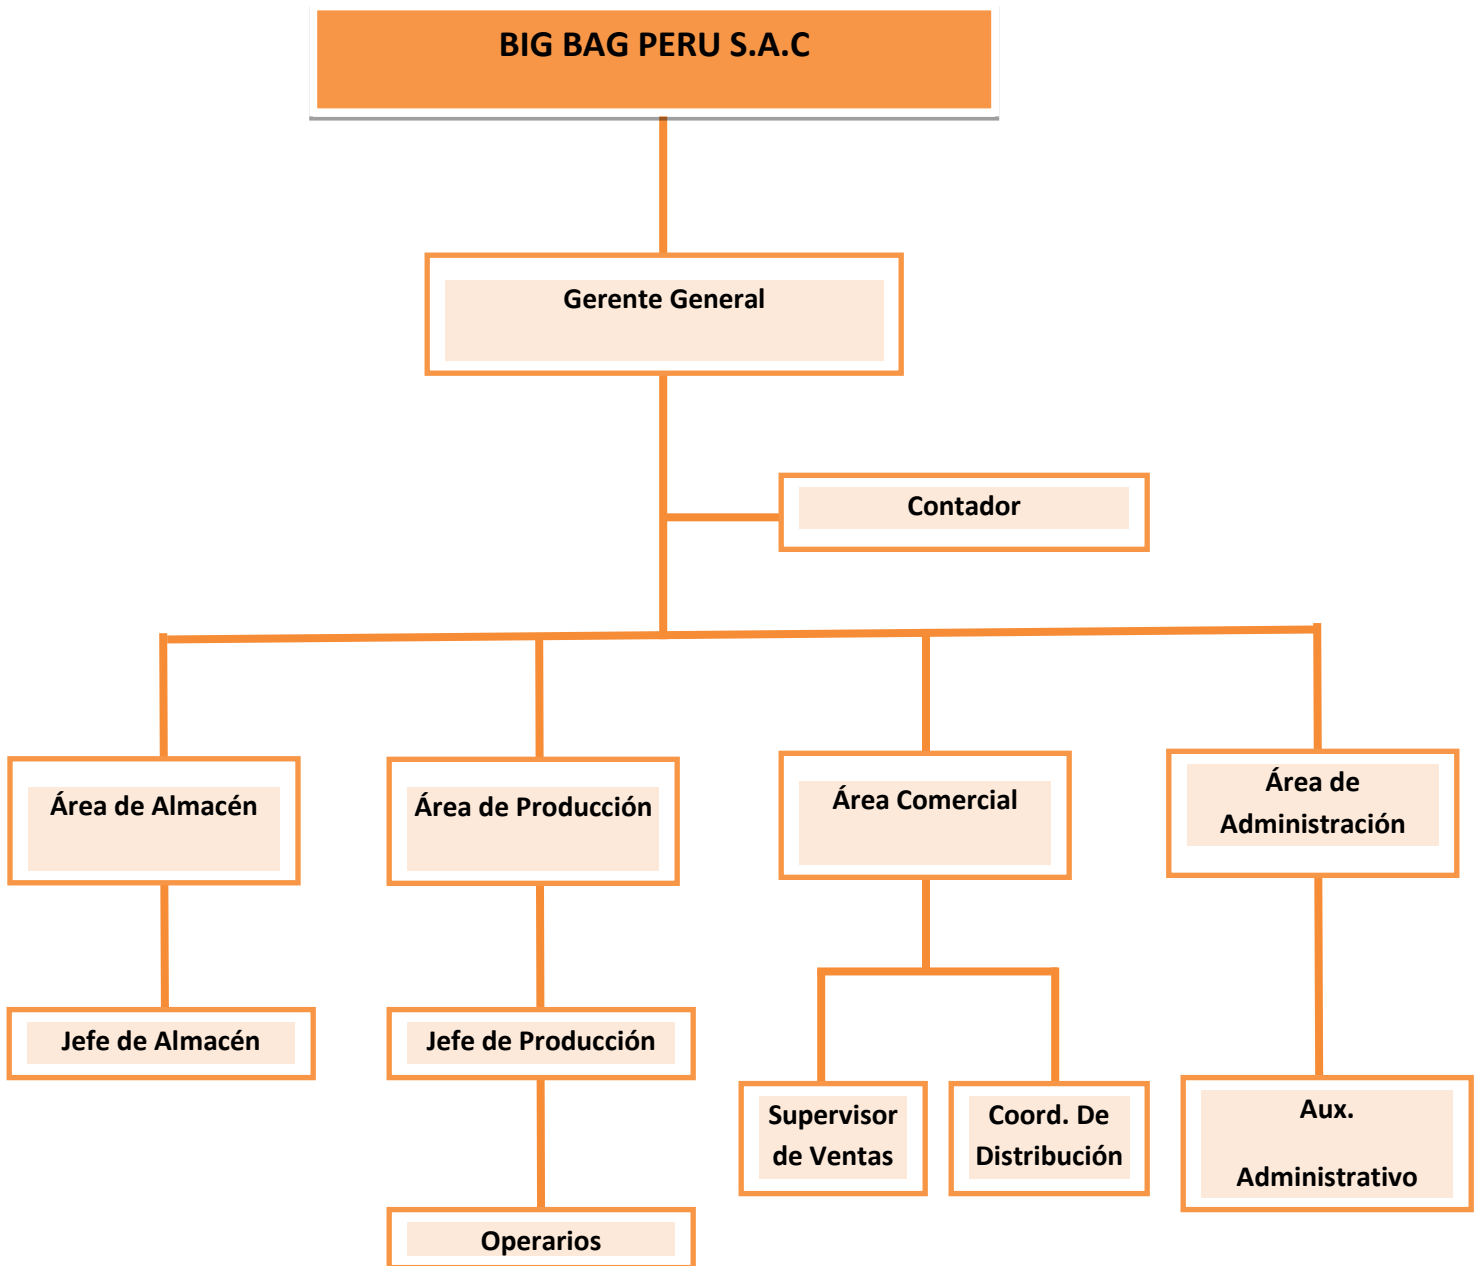 BIG BAG PERU S.A.C
Gerente General
Contador
Área de Almacén
Área de Producción
Área Comercial
Área de
Administración
Jefe de Almacén
Jefe de Producción
Supervisor
de Ventas
Coord. De
Distribución
Aux.
Administrativo
Operarios